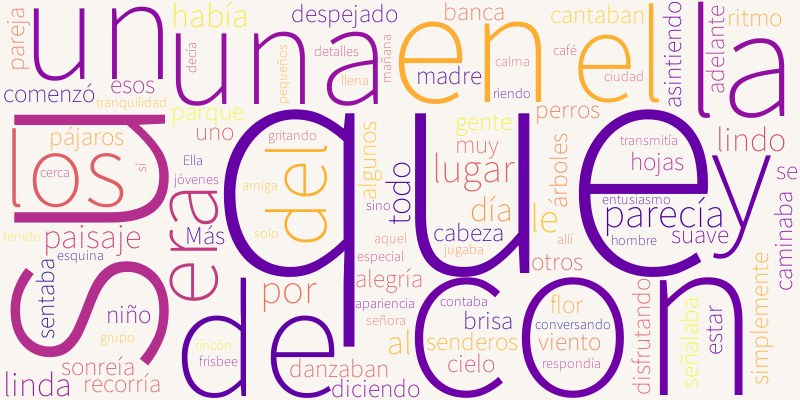 pareja
un
había
decía
una
despejado
detalles
pequeños
llena
mañana
banca
en
madre
calma
riendo
cantaban
café
el
ciudad
asintiendo
la
adelante
ritmo
comenzó
esos
tranquilidad
parque
pájaros
uno
los
cerca
sí
su
Ella
jóvenes
era
Más
que
gritando
amiga
del
solo
algunos
sino
todo
aquel
especial
gente
muy
lugar
día
cabeza
jugaba
perros
árboles
le
allí
otros
transmitía
hojas
entusiasmo
parecía
hombre
suave
lindo
y
se
caminaba
tenido
paisaje
esquina
sentaba
niño
grupo
sonreía
linda
recorría
de
rincón
frisbee
por
danzaban
diciendo
alegría
apariencia
señora
al
con
contaba
brisa
senderos
cielo
flor
conversando
viento
respondía
disfrutando
señalaba
estar
simplemente